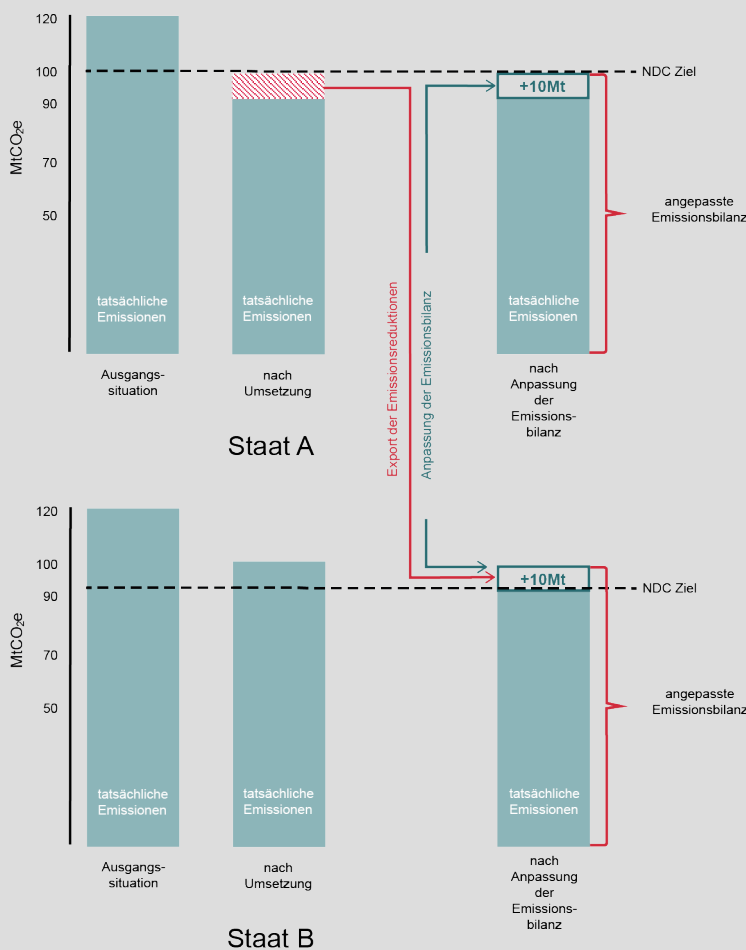 120
100
90
70
50
MtCO₂e
NDC Ziel
+10Mt
angepasste
Emissionsbilanz
tatsächliche
Emissionen
tatsächliche
Emissionen
tatsächliche
Emissionen
Ausgangs-
situation
nach
Umsetzung
nach
Anpassung
der
Emissions-
bilanz
Staat A
Export der Emissionsreduktionen
Anpassung der Emissionsbilanz
120
100
90
70
50
MtCO₂e
+10Mt
NDC Ziel
angepasste
Emissionsbilanz
tatsächliche
Emissionen
tatsächliche
Emissionen
tatsächliche
Emissionen
Ausgangs-
situation
nach
Umsetzung
nach
Anpassung
der
Emissions-
bilanz
Staat B